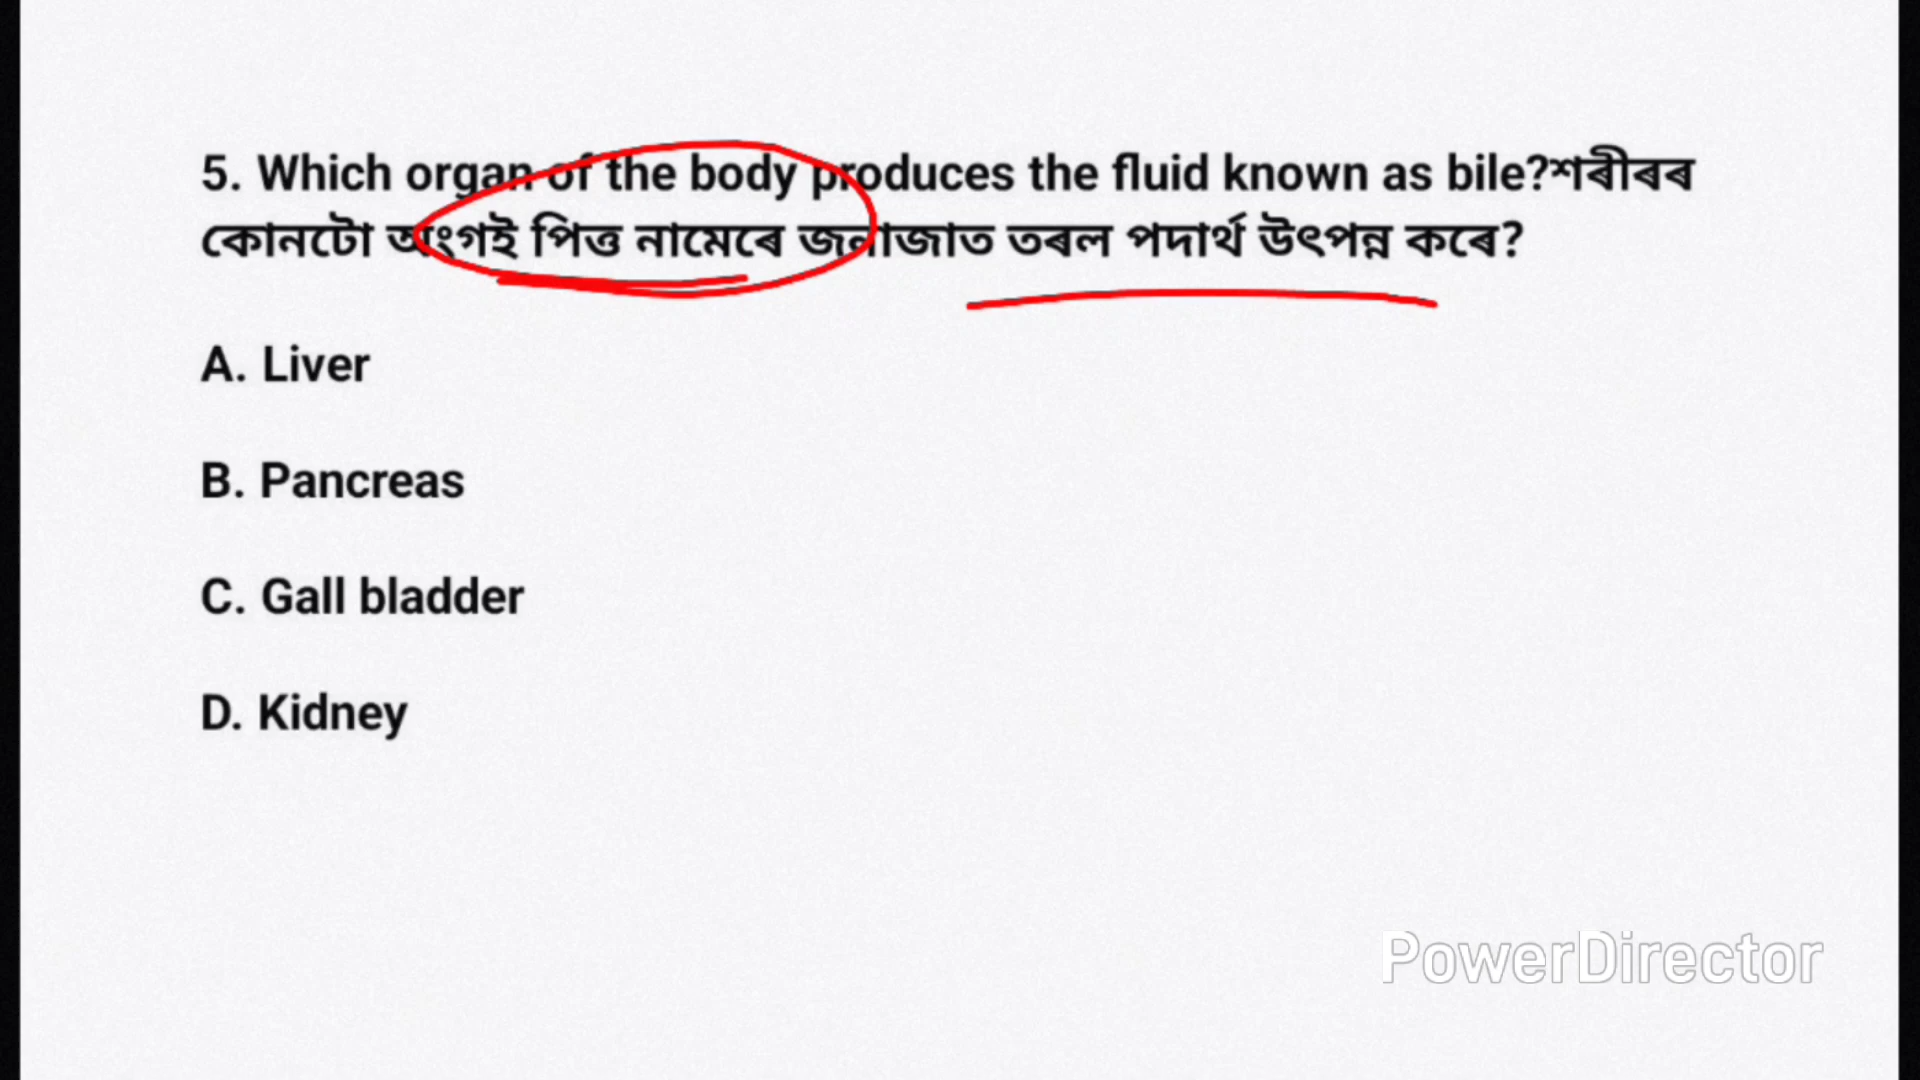 5. Which organ of the body produces the fluid known as bile?শৰীৰৰ
কোনটো অংগই পিত্ত নামেৰে জনাজাত তৰল পদাৰ্থ উৎপন্ন কৰে?
A. Liver
B. Pancreas
C. Gall bladder
D. Kidney
PowerDirector